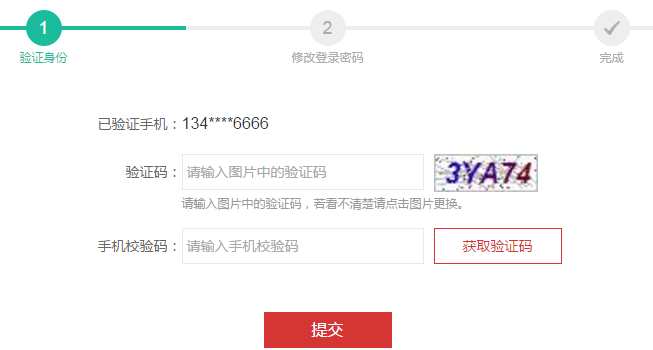 1
2
验证身份
修改登录密码
完成
已验证手机：134****6666
验证码：
请输入图片中的验证码
3YA74
请输入图片中的验证码，若看不清楚请点击图片更换。
手机校验码：
请输入手机校验码
获取验证码
提交